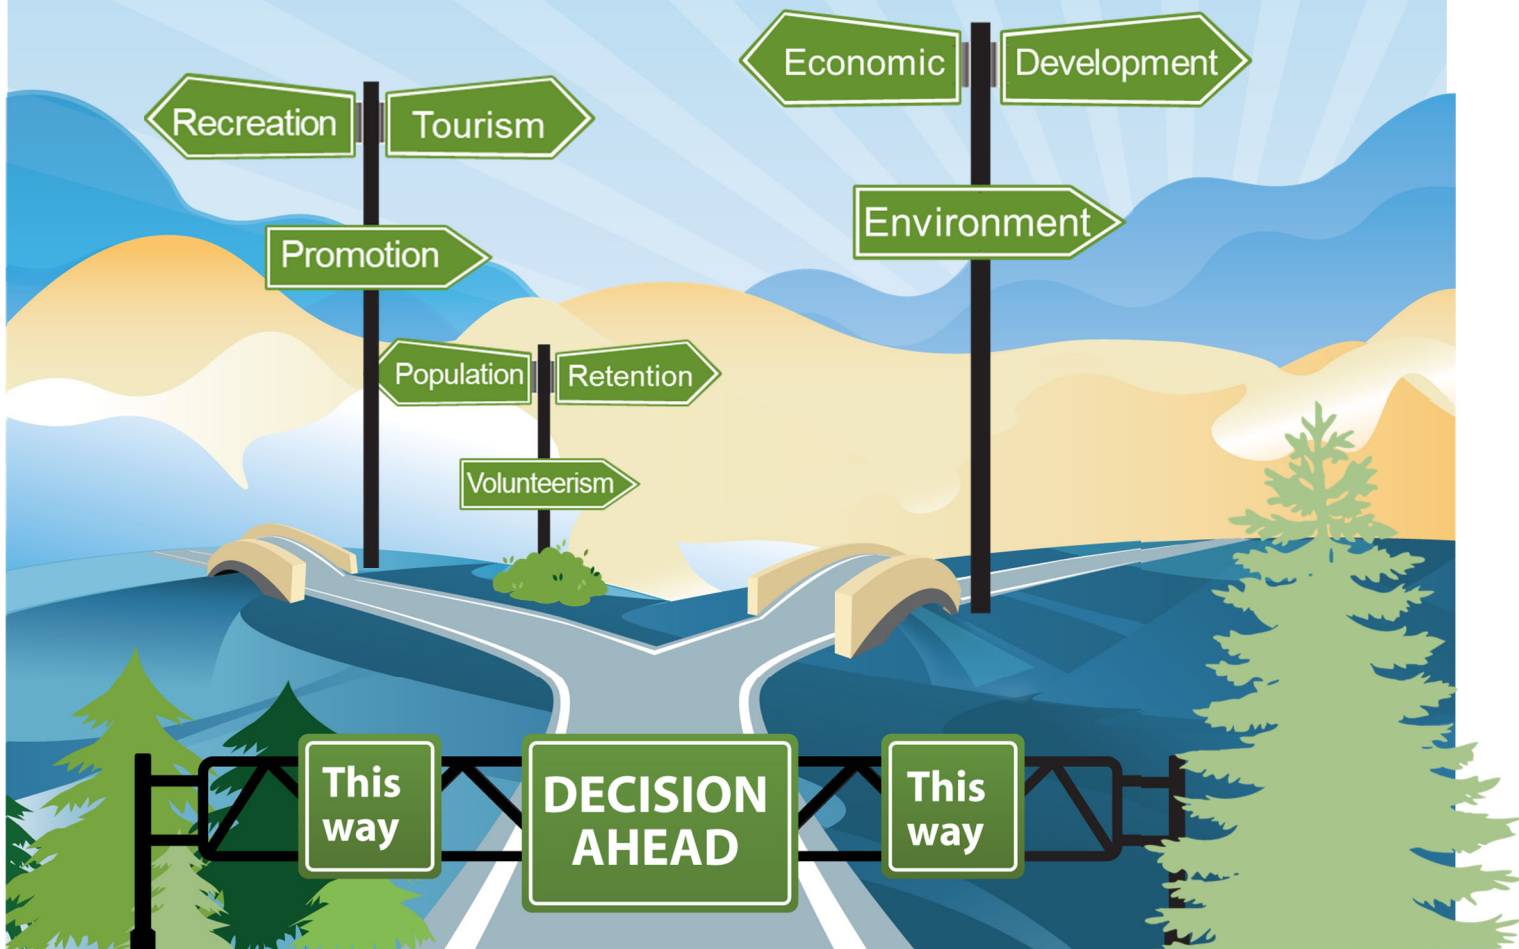 Economic Development
Recreation Tourism
Environment
Promotion
Population Retention
Volunteerism
This
way
DECISION
AHEAD
This
way